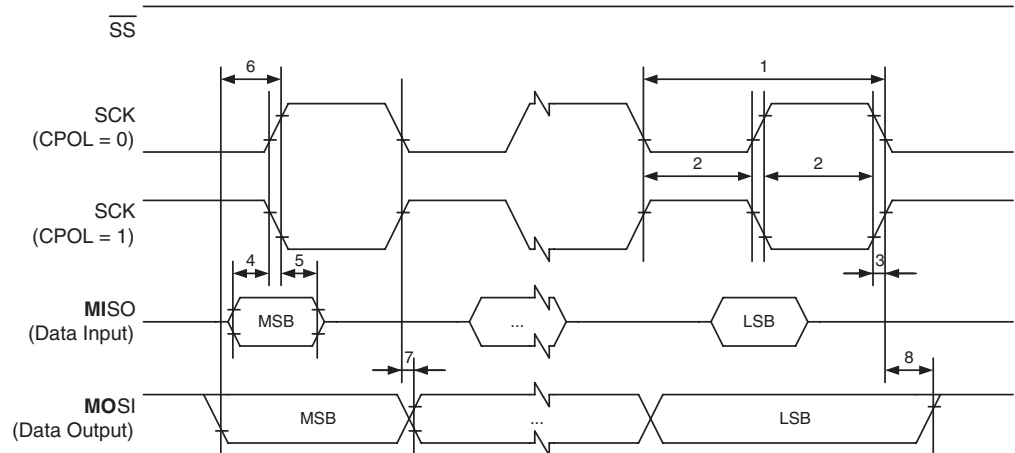 SS
6
1
SCK
(CPOL = 0)
2
2
SCK
(CPOL = 1)
4
5
3
MISO
(Data Input)
MSB
...
LSB
7
8
MOSI
(Data Output)
MSB
...
LSB